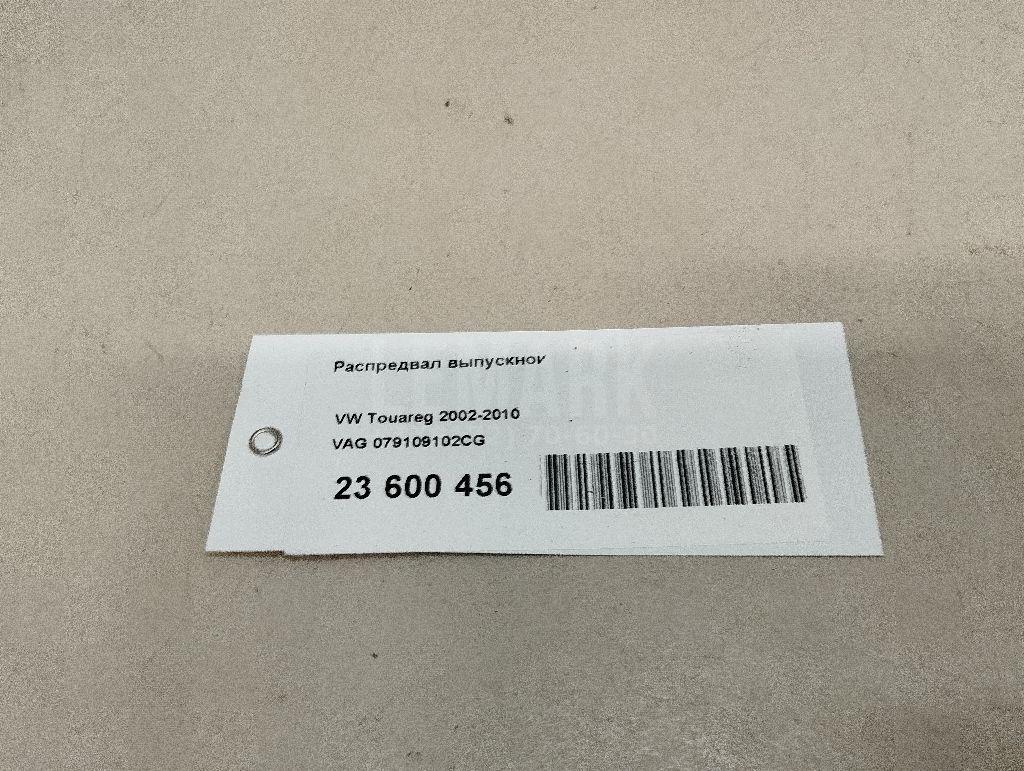 Распредвал выпускной
VW Touareg 2002-2010
VAG 079109102CG
23 600 456